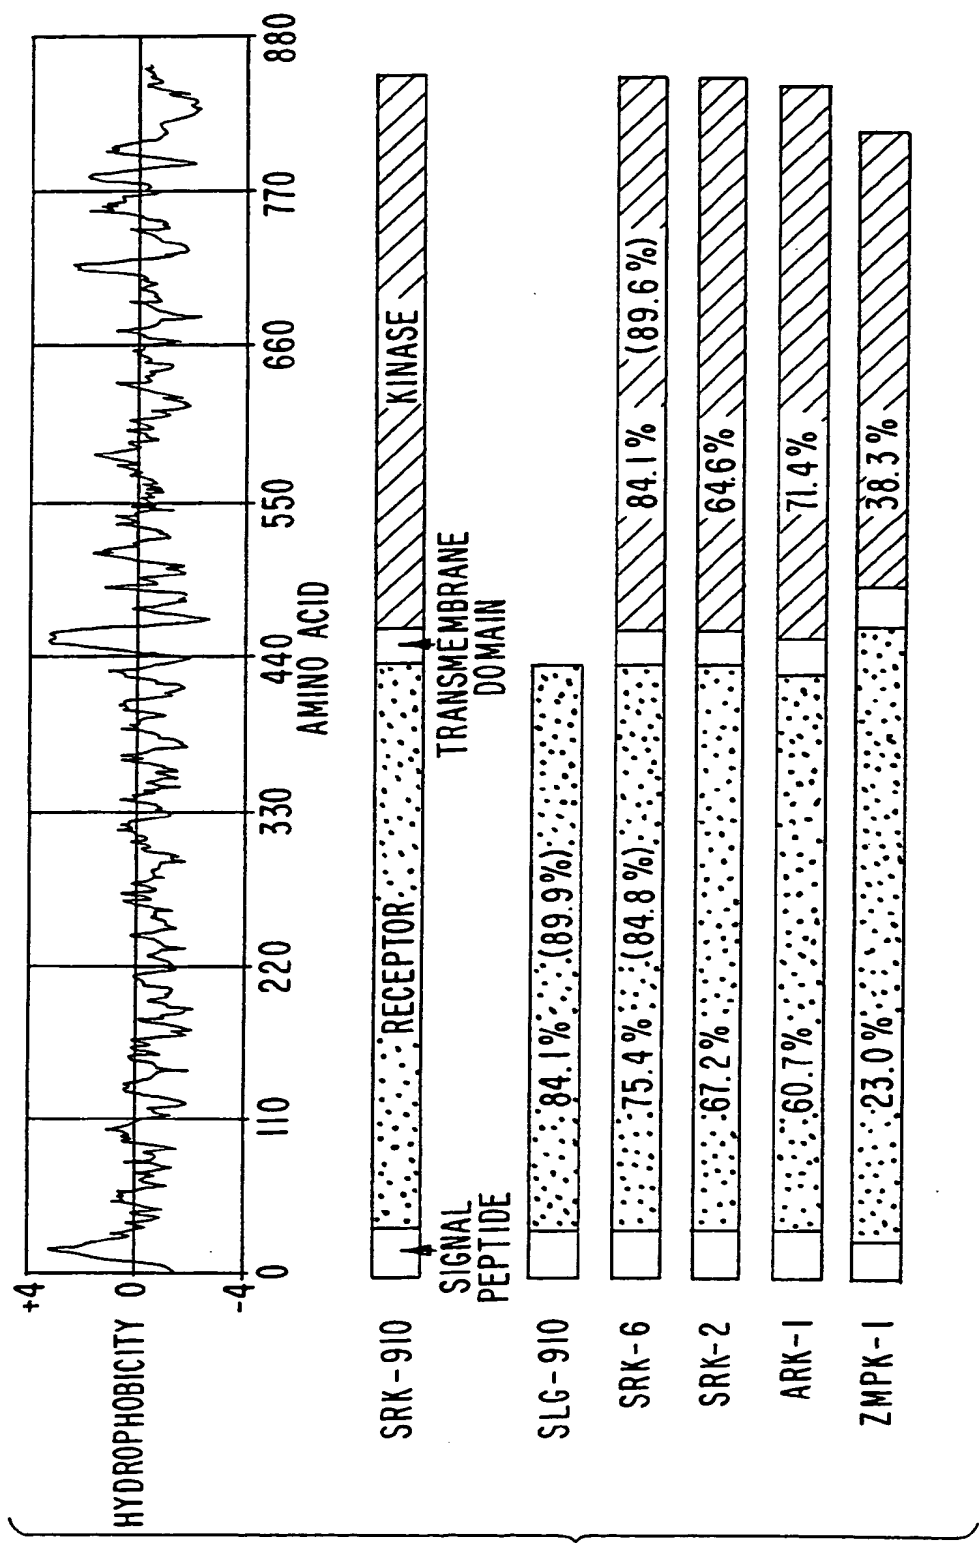 HYDROPHOBICITY
+4
0
-4
0 110 220 330 440 550 660 770 880
AMINO ACID
SRK-910
RECEPTOR
KINASE
SIGNAL
PEPTIDE
TRANSMEMBRANE
DOMAIN
SLG-910
84.1% (89.9%)
SRK-6
75.4% (84.8%)
84.1% (89.6%)
SRK-2
67.2%
64.6%
ARK-1
60.7%
71.4%
ZMPK-1
23.0%
38.3%